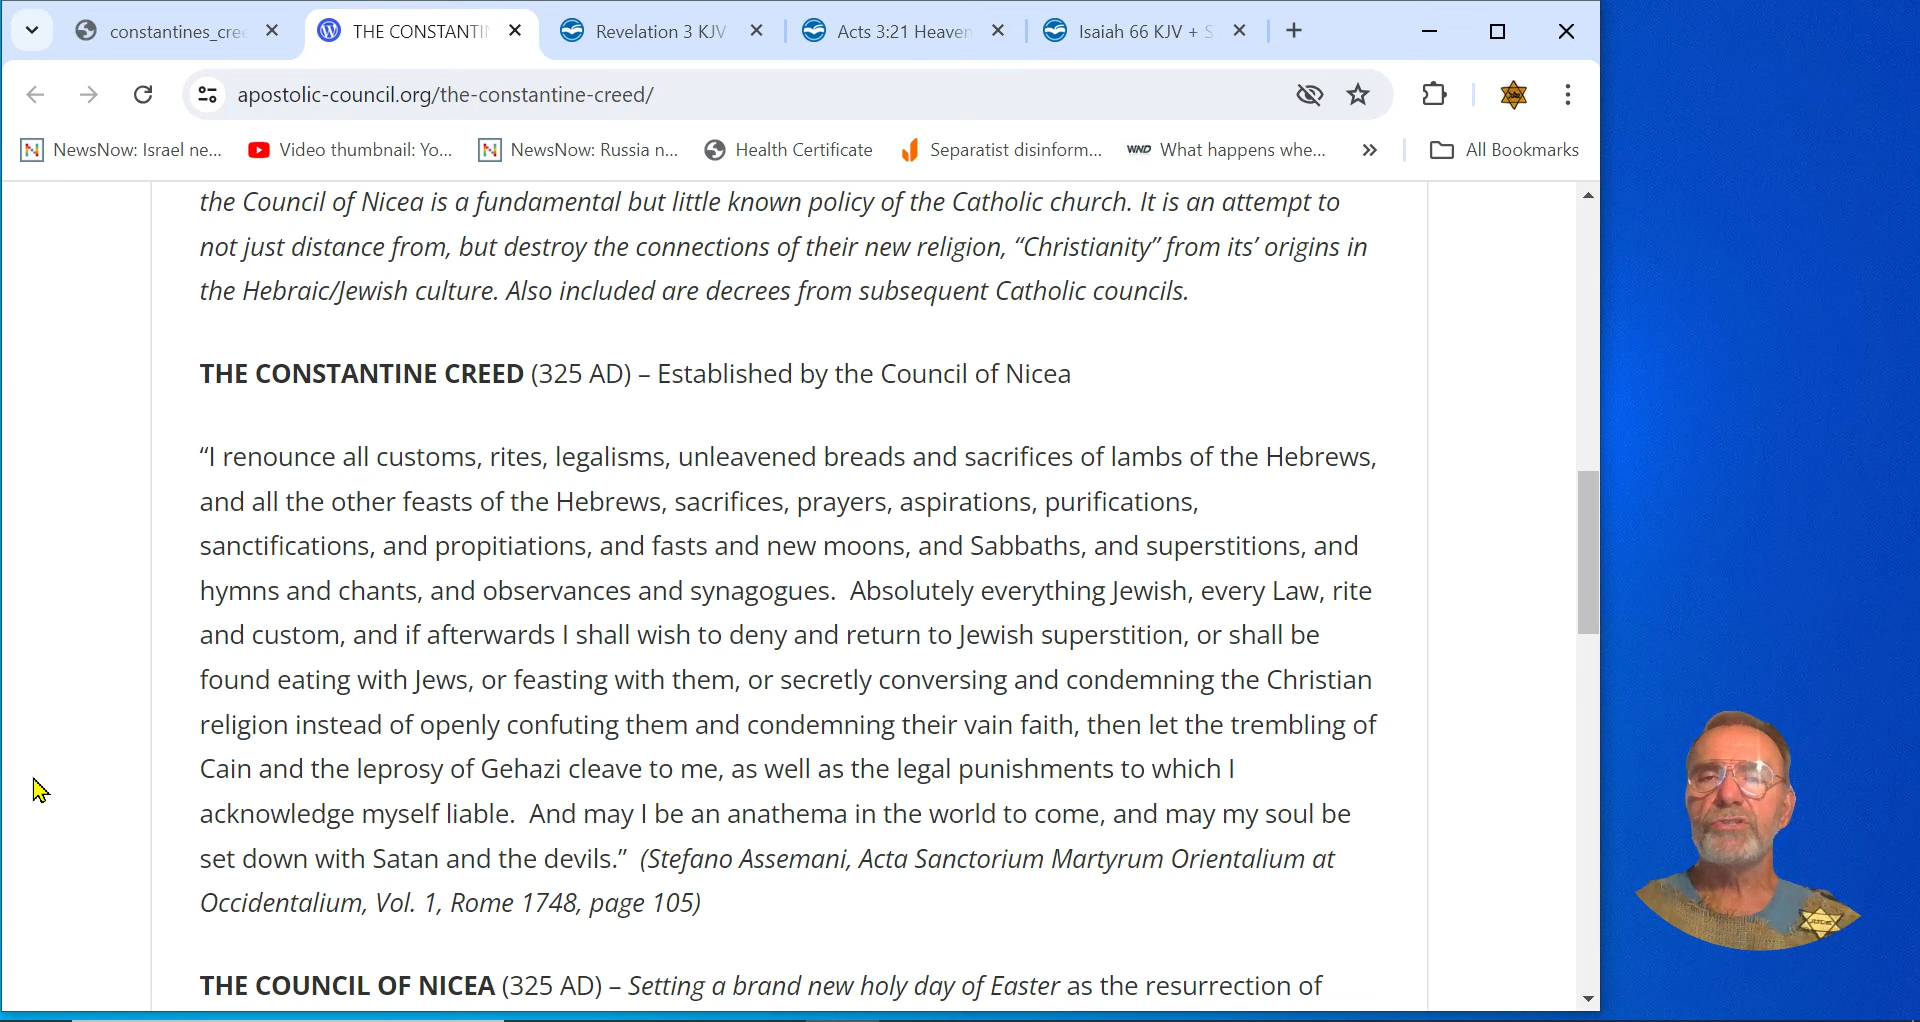 constantines_cree
THE CONSTANTIN
Revelation 3 KJV
Acts 3:21 Heaven
Isaiah 66 KJV + S
apostolic-council.org/the-constantine-creed/
NewsNow: Israel ne...
Video thumbnail: Yo...
NewsNow: Russia n...
Health Certificate
Separatist disinform...
WND What happens whe...
All Bookmarks
the Council of Nicea is a fundamental but little known policy of the Catholic church. It is an attempt to
not just distance from, but destroy the connections of their new religion, “Christianity” from its’ origins in
the Hebraic/Jewish culture. Also included are decrees from subsequent Catholic councils.
THE CONSTANTINE CREED (325 AD) – Established by the Council of Nicea
“I renounce all customs, rites, legalisms, unleavened breads and sacrifices of lambs of the Hebrews,
and all the other feasts of the Hebrews, sacrifices, prayers, aspirations, purifications,
sanctifications, and propitiations, and fasts and new moons, and Sabbaths, and superstitions, and
hymns and chants, and observances and synagogues.  Absolutely everything Jewish, every Law, rite
and custom, and if afterwards I shall wish to deny and return to Jewish superstition, or shall be
found eating with Jews, or feasting with them, or secretly conversing and condemning the Christian
religion instead of openly confuting them and condemning their vain faith, then let the trembling of
Cain and the leprosy of Gehazi cleave to me, as well as the legal punishments to which I
acknowledge myself liable.  And may I be an anathema in the world to come, and may my soul be
set down with Satan and the devils.”  (Stefano Assemani, Acta Sanctorium Martyrum Orientalium at
Occidentalium, Vol. 1, Rome 1748, page 105)
THE COUNCIL OF NICEA (325 AD) – Setting a brand new holy day of Easter as the resurrection of